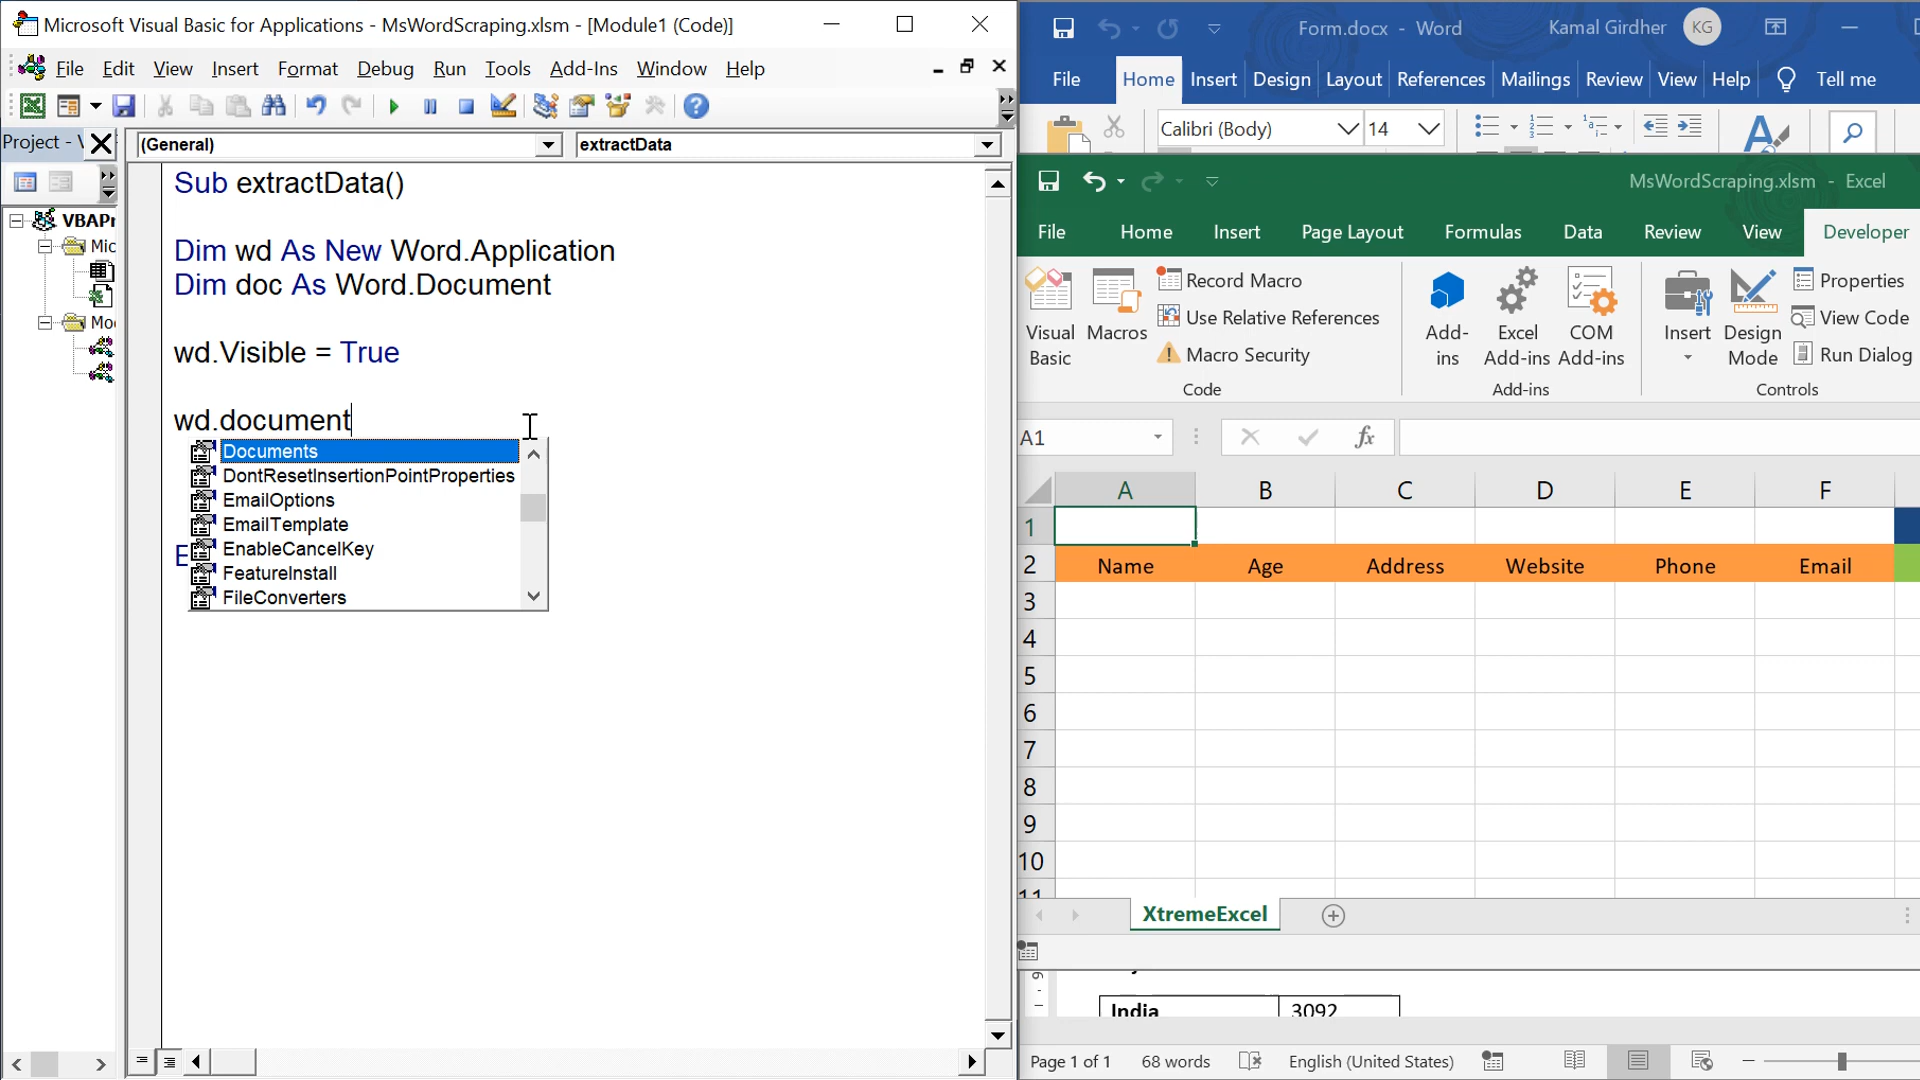 Microsoft Visual Basic for Applications - MsWordScraping.xlsm - [Module1 (Code)]
File Edit View Insert Format Debug Run Tools Add-Ins Window Help
Project -
(General)
extractData
VBAPr
Mic
Mo
Sub extractData()
Dim wd As New Word.Application
Dim doc As Word.Document
wd.Visible = True
wd.document
Documents
DontResetInsertionPointProperties
EmailOptions
EmailTemplate
EnableCancelKey
FeatureInstall
FileConverters
E
Form.docx - Word
Kamal Girdher
KG
File Home Insert Design Layout References Mailings Review View Help Tell me
Calibri (Body)
14
MsWordScraping.xlsm - Excel
File Home Insert Page Layout Formulas Data Review View Developer
Visual Basic
Macros
Record Macro
Use Relative References
Macro Security
Code
Add-ins
Excel Add-ins
COM Add-ins
Add-ins
Insert
Design Mode
Properties
View Code
Run Dialog
Controls
A1
fx
A B C D E F
1
2 Name Age Address Website Phone Email
3
4
5
6
7
8
9
10
11
XtremeExcel
India 3092
Page 1 of 1 68 words English (United States)